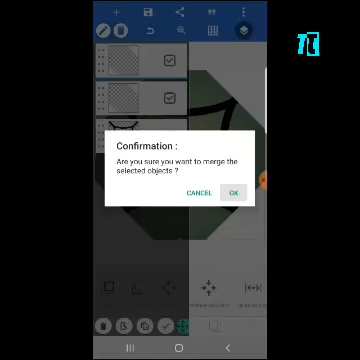 Confirmation :
Are you sure you want to merge the
selected objects ?
CANCEL
OK